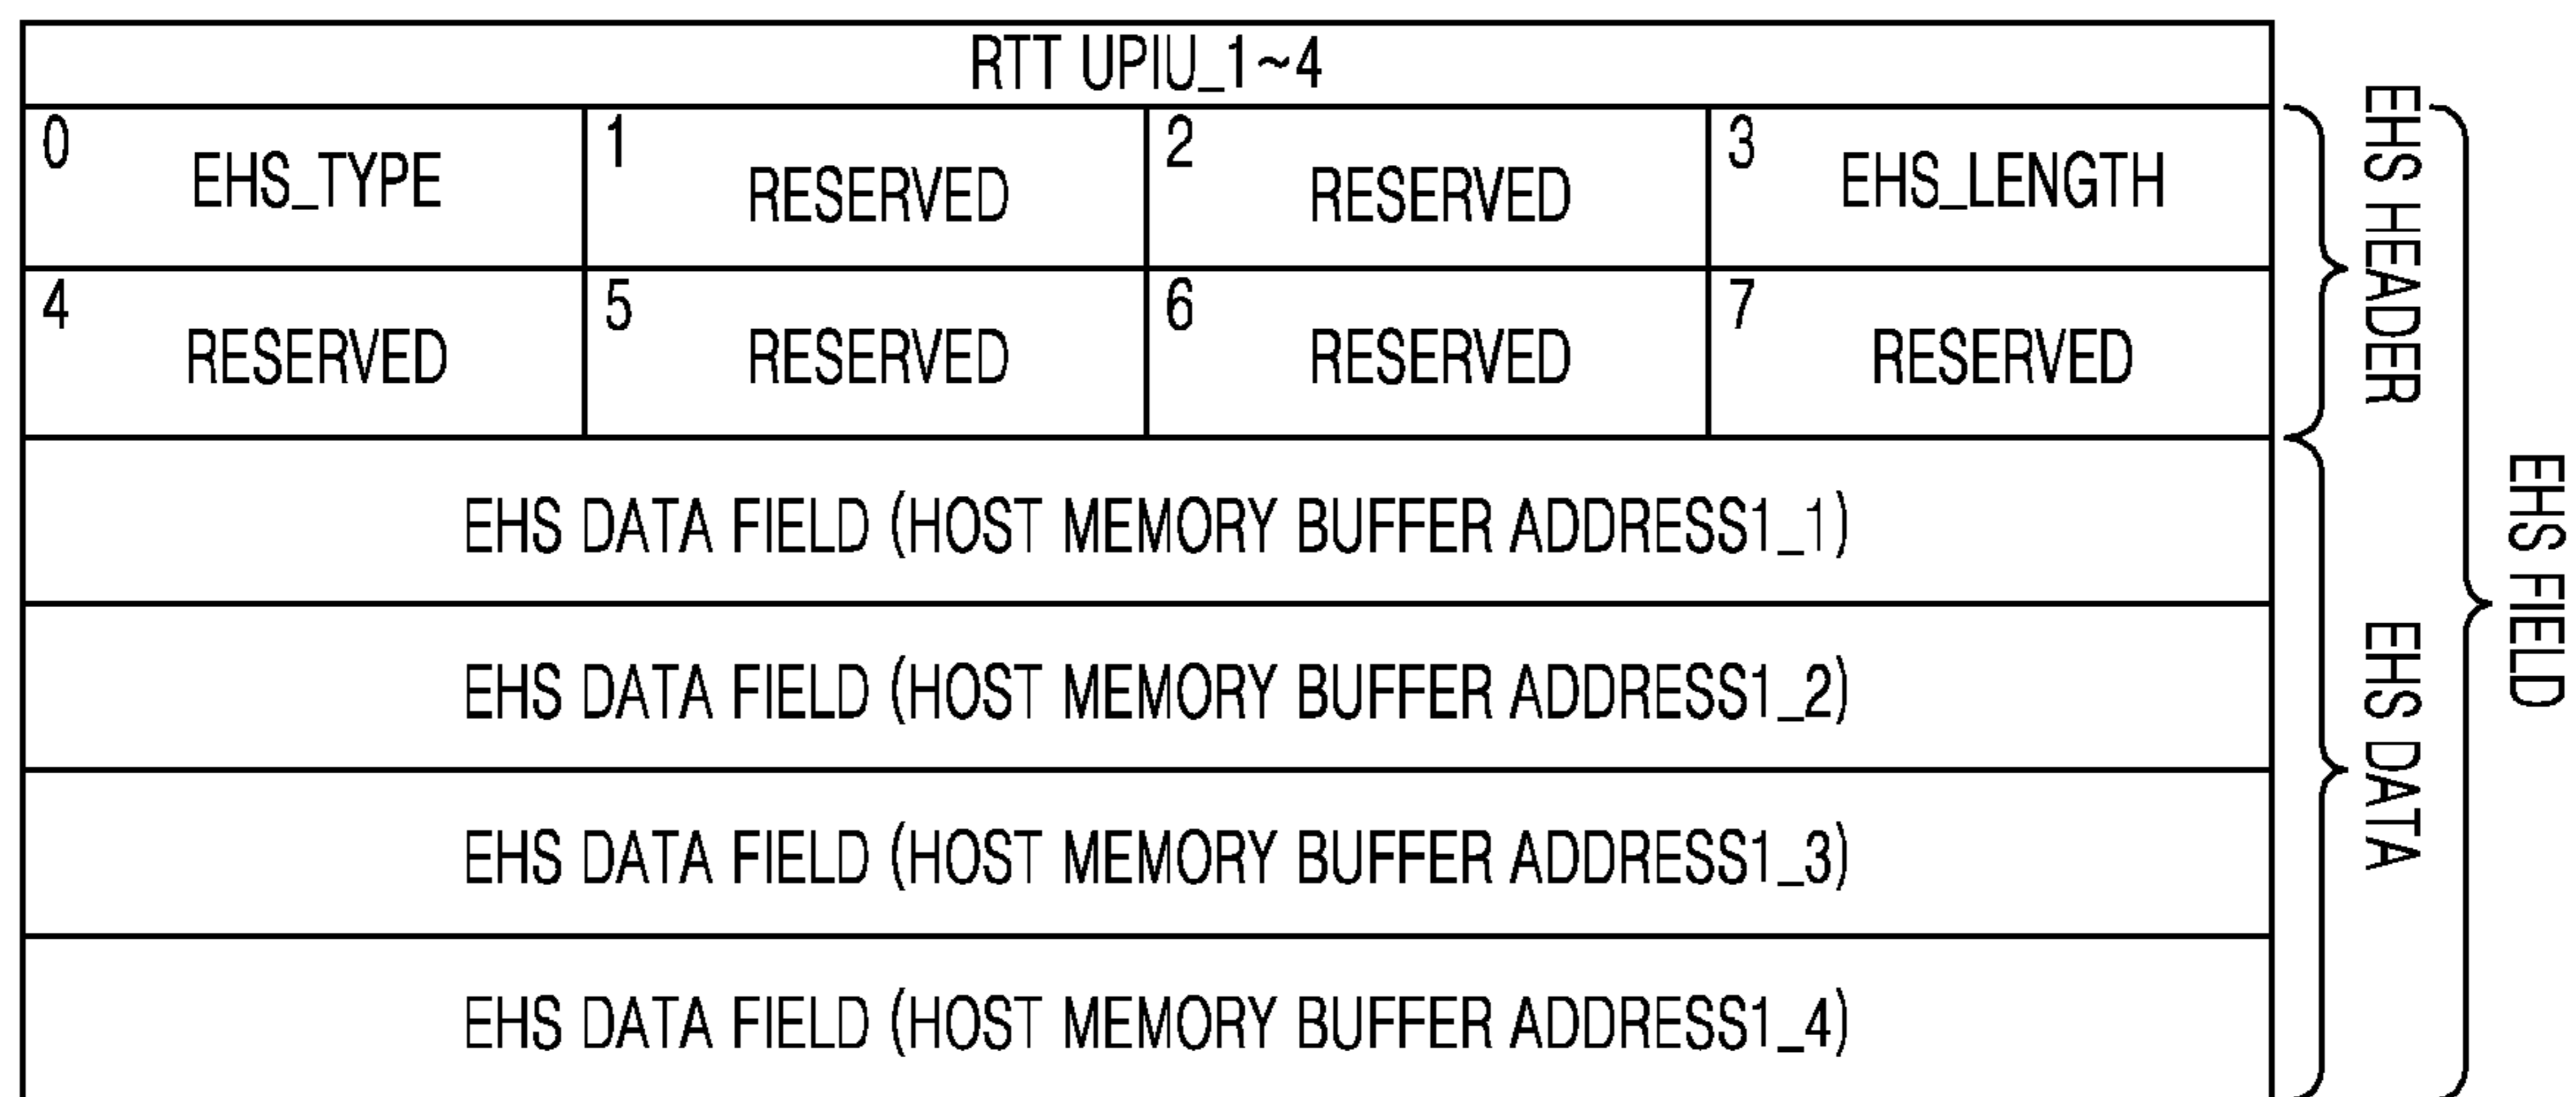 RTT UPIU_1~4
0 EHS_TYPE 1 RESERVED 2 RESERVED 3 EHS_LENGTH
4 RESERVED 5 RESERVED 6 RESERVED 7 RESERVED
EHS DATA FIELD (HOST MEMORY BUFFER ADDRESS1_1)
EHS DATA FIELD (HOST MEMORY BUFFER ADDRESS1_2)
EHS DATA FIELD (HOST MEMORY BUFFER ADDRESS1_3)
EHS DATA FIELD (HOST MEMORY BUFFER ADDRESS1_4)
EHS HEADER
EHS DATA
EHS FIELD